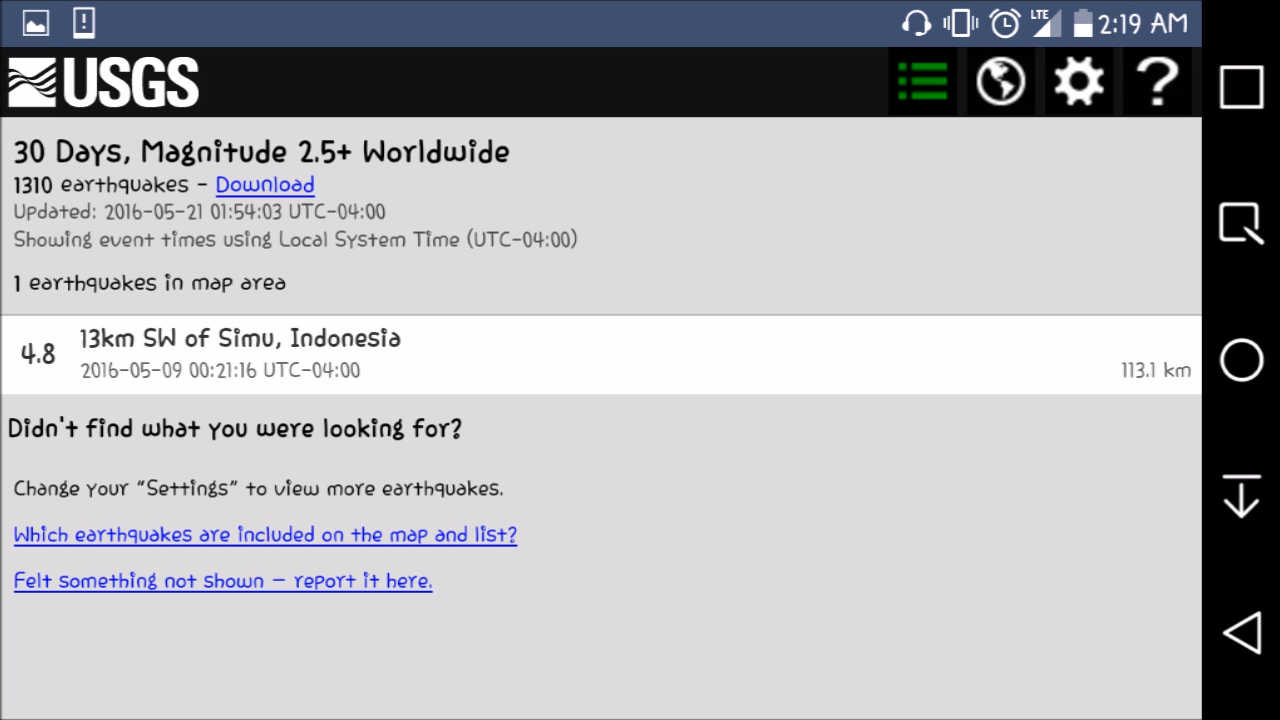 LTE 2:19 AM
USGS
30 Days, Magnitude 2.5+ Worldwide
1310 earthquakes - Download
Updated: 2016-05-21 01:54:03 UTC-04:00
Showing event times using Local System Time (UTC-04:00)
1 earthquakes in map area
4.8
13km SW of Simu, Indonesia
2016-05-09 00:21:16 UTC-04:00
113.1 km
Didn't find what you were looking for?
Change your “Settings” to view more earthquakes.
Which earthquakes are included on the map and list?
Felt something not shown – report it here.